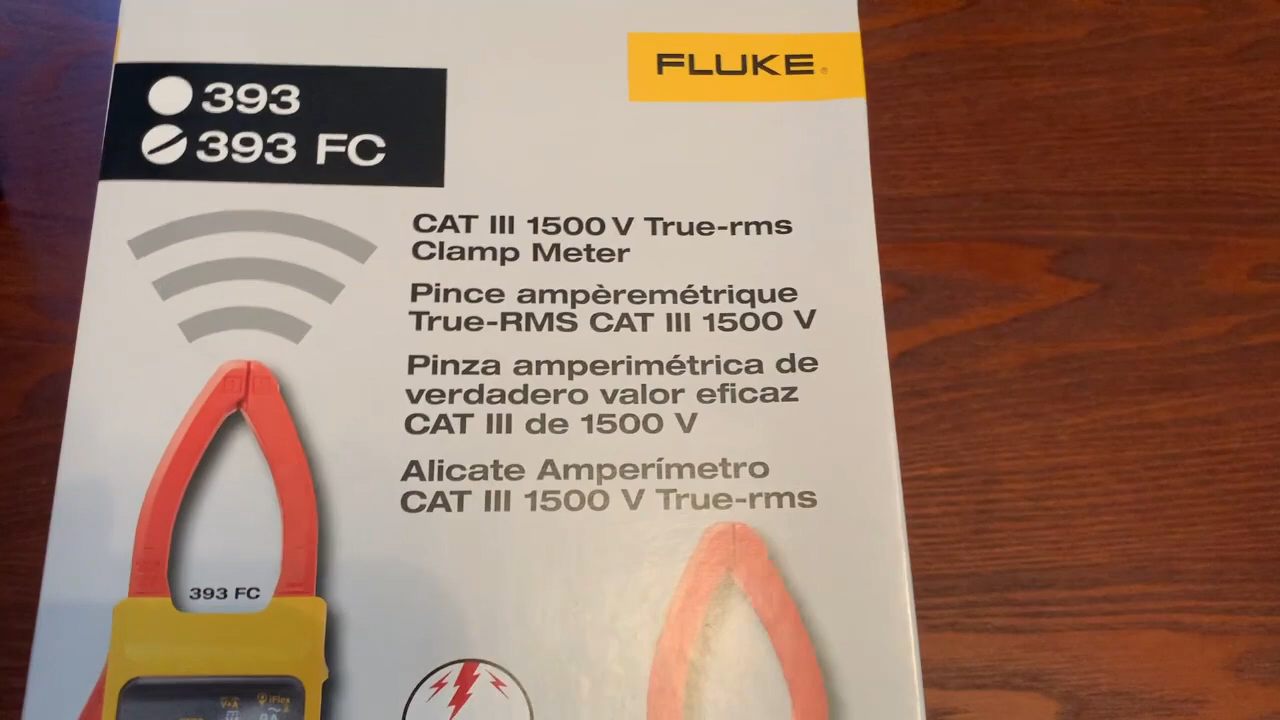 FLUKE®
393
393 FC
CAT III 1500 V True-rms
Clamp Meter
Pince ampèremétrique
True-RMS CAT III 1500 V
Pinza amperimétrica de
verdadero valor eficaz
CAT III de 1500 V
Alicate Amperímetro
CAT III 1500 V True-rms
393 FC
V+A
iFlex